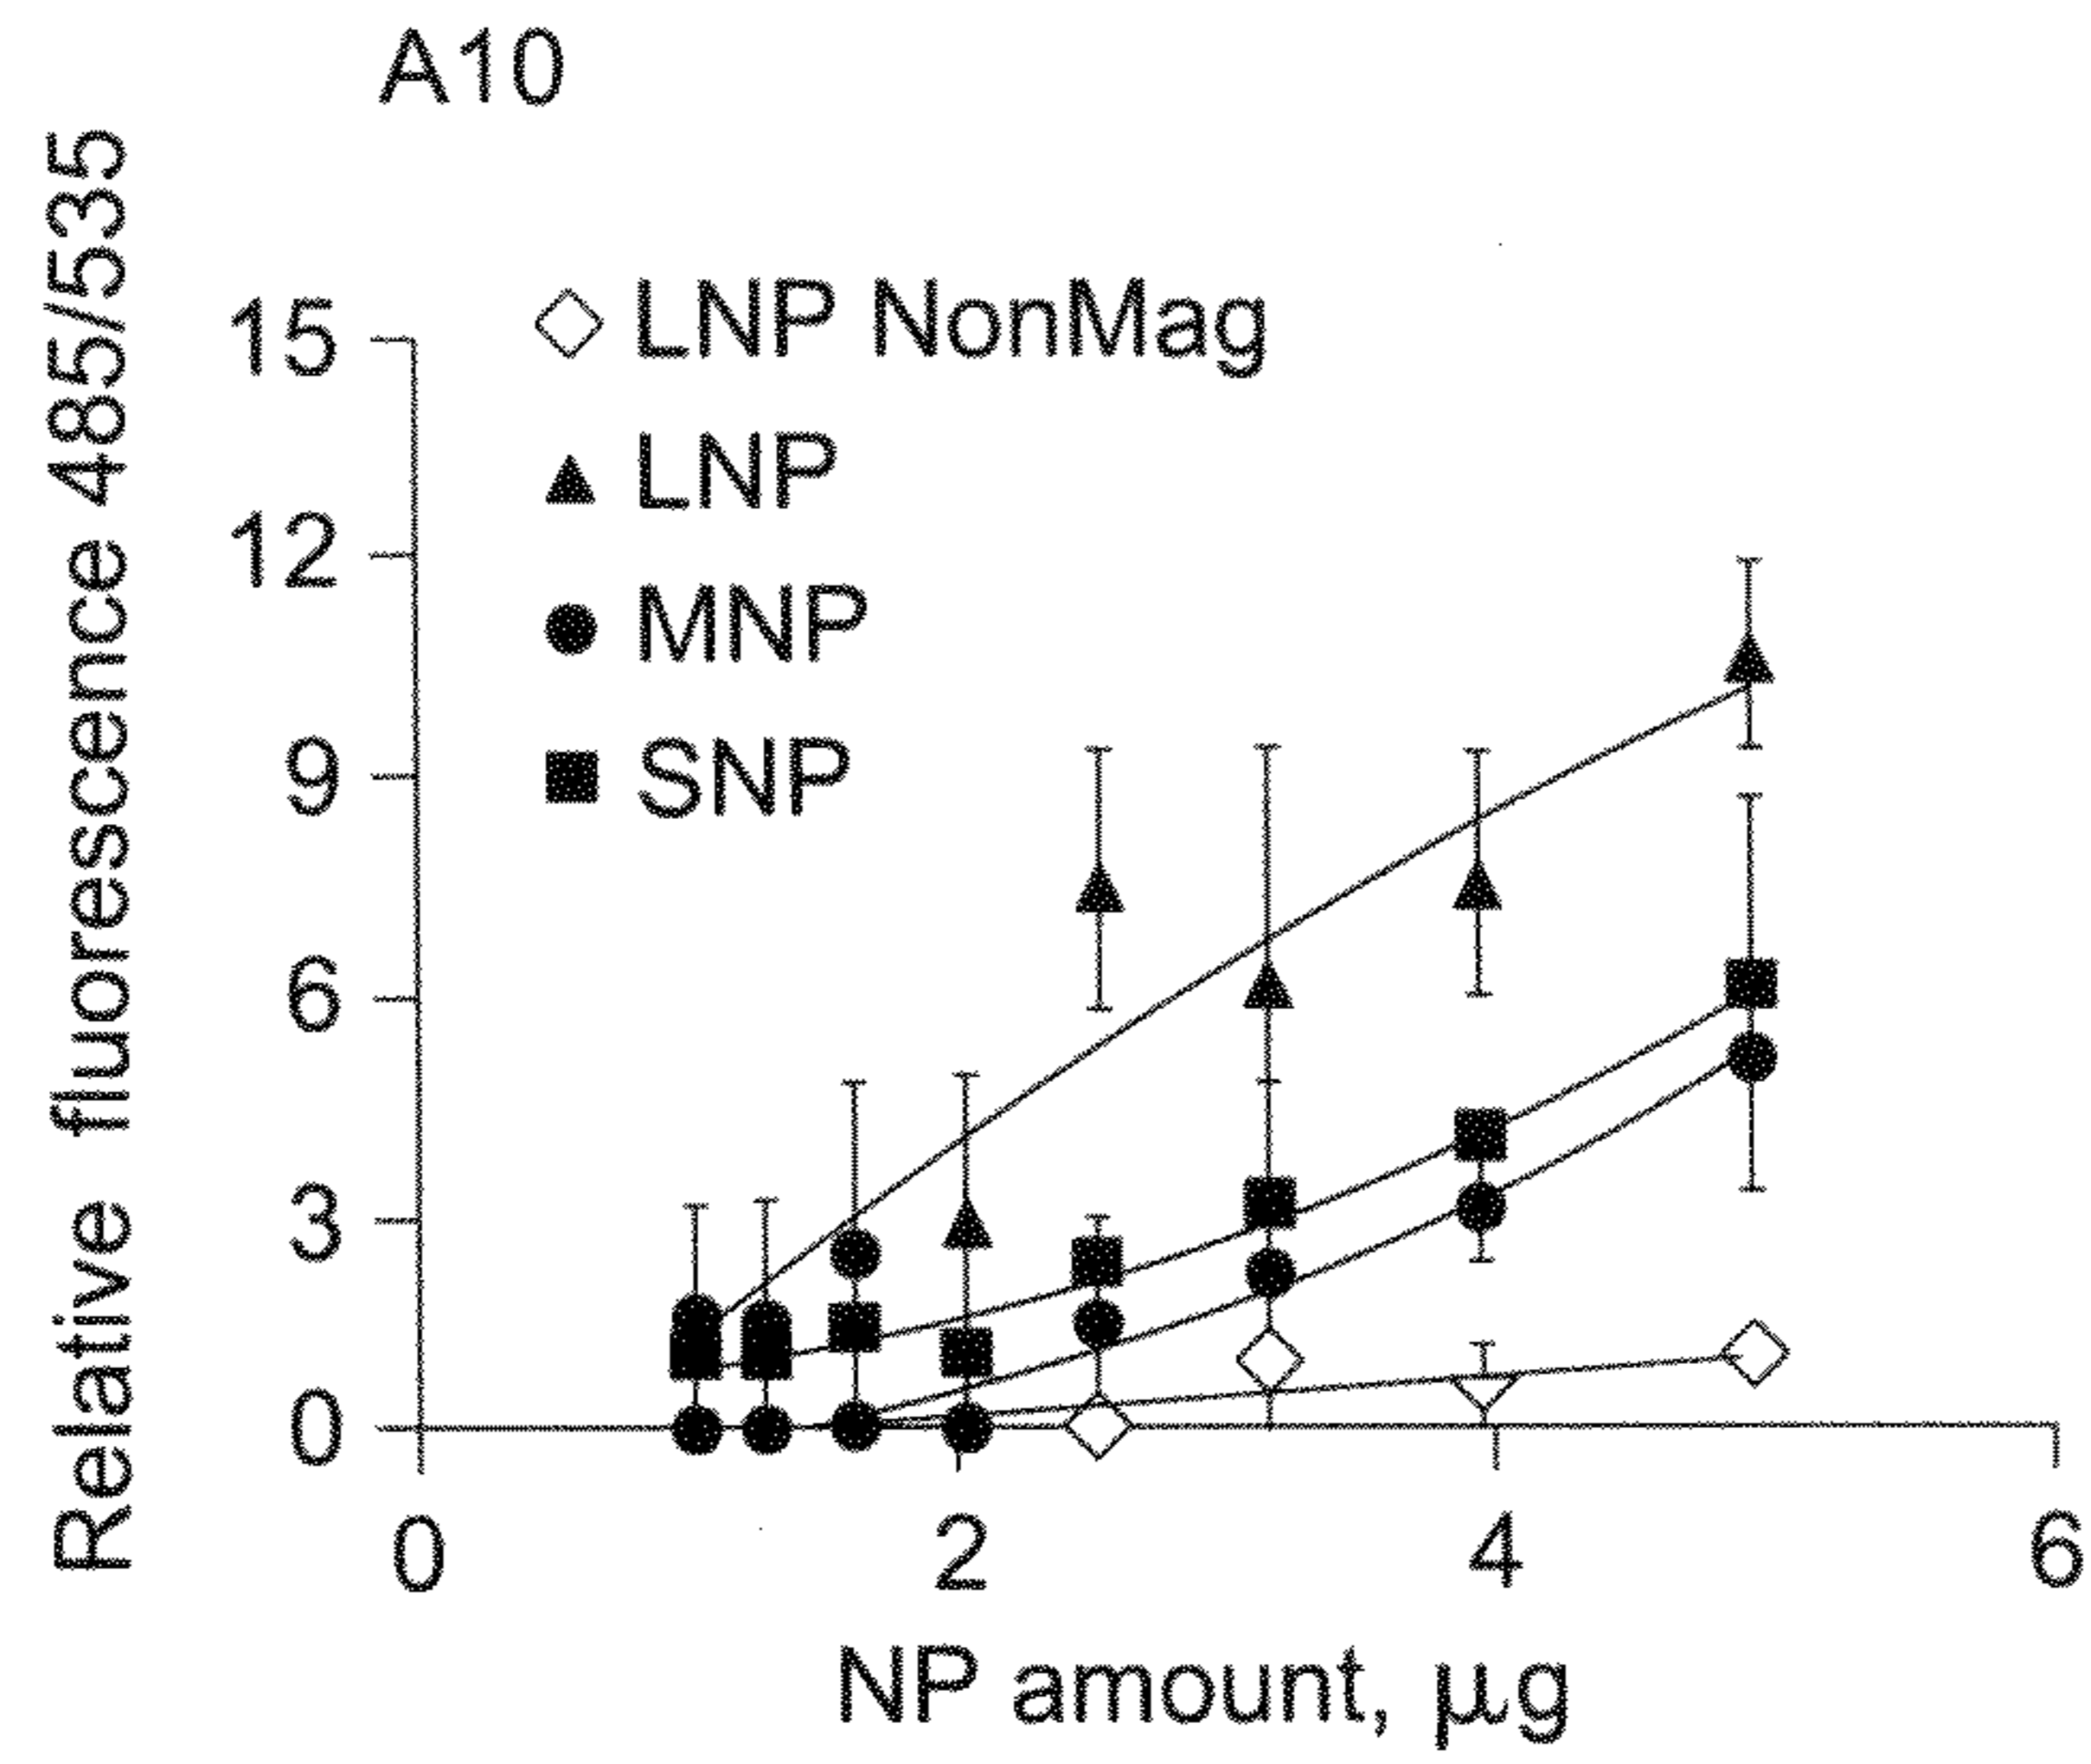 A10
Relative fluorescence 485/535
15
12
9
6
3
0
LNP NonMag
LNP
MNP
SNP
0 2 4 6
NP amount, μg